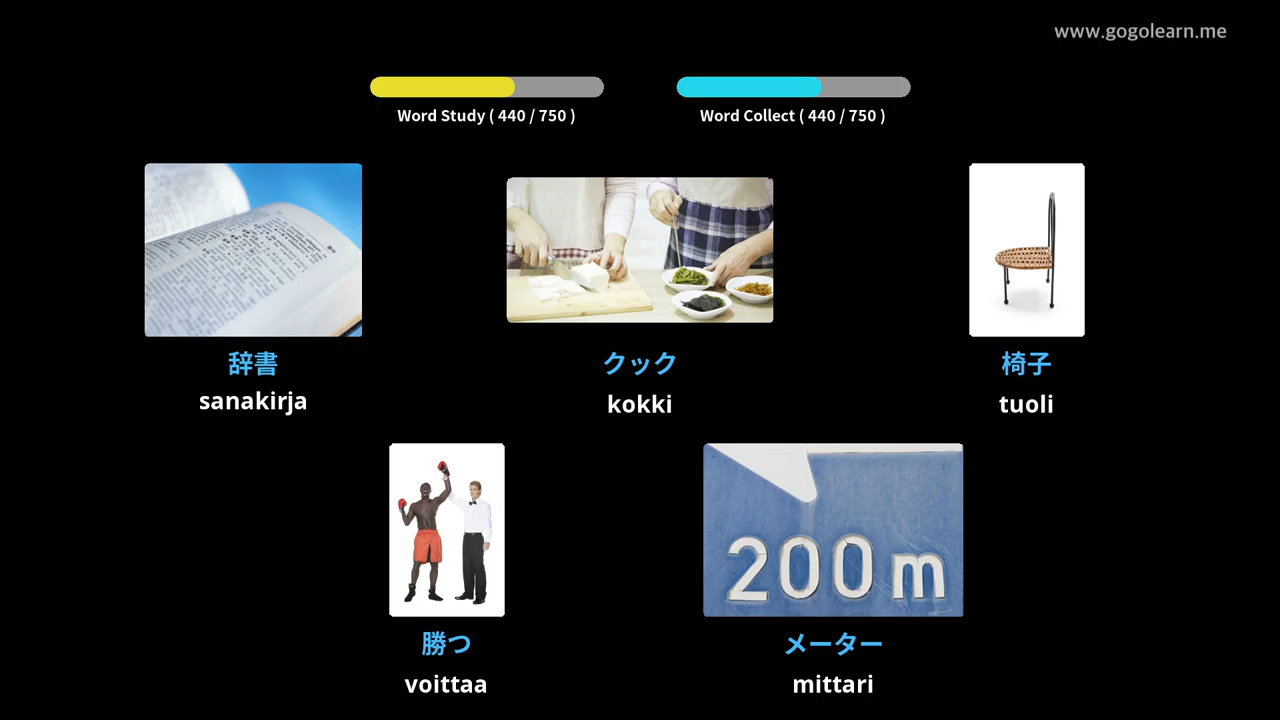 www.gogolearn.me
Word Study ( 440 / 750 )
Word Collect ( 440 / 750 )
辞書
sanakirja
クック
kokki
椅子
tuoli
勝つ
voittaa
200m
メーター
mittari